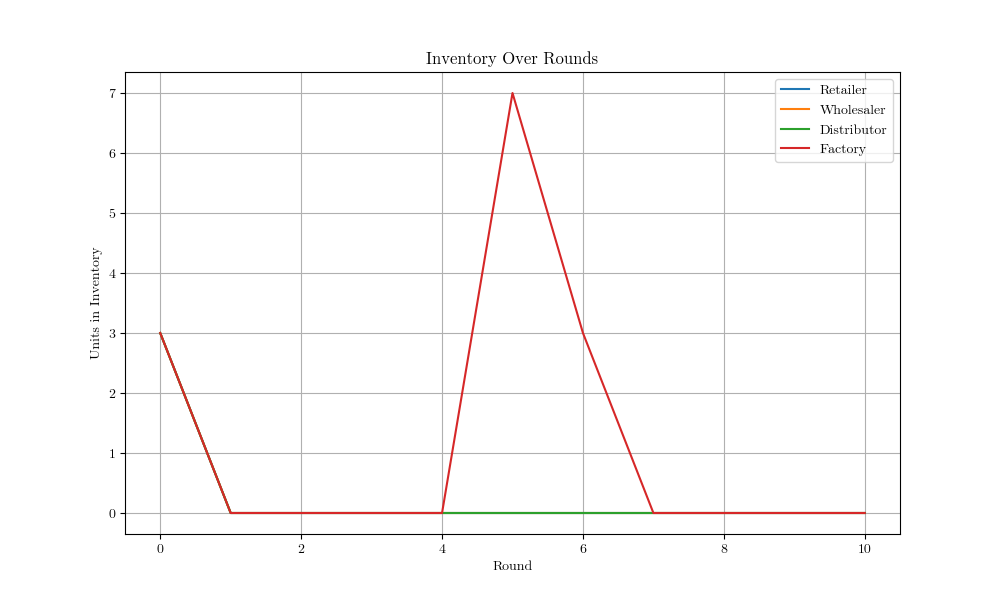 Inventory Over Rounds
Retailer
Wholesaler
Distributor
Factory
Units in Inventory
7
6
5
4
3
2
1
0
0 2 4 6 8 10
Round